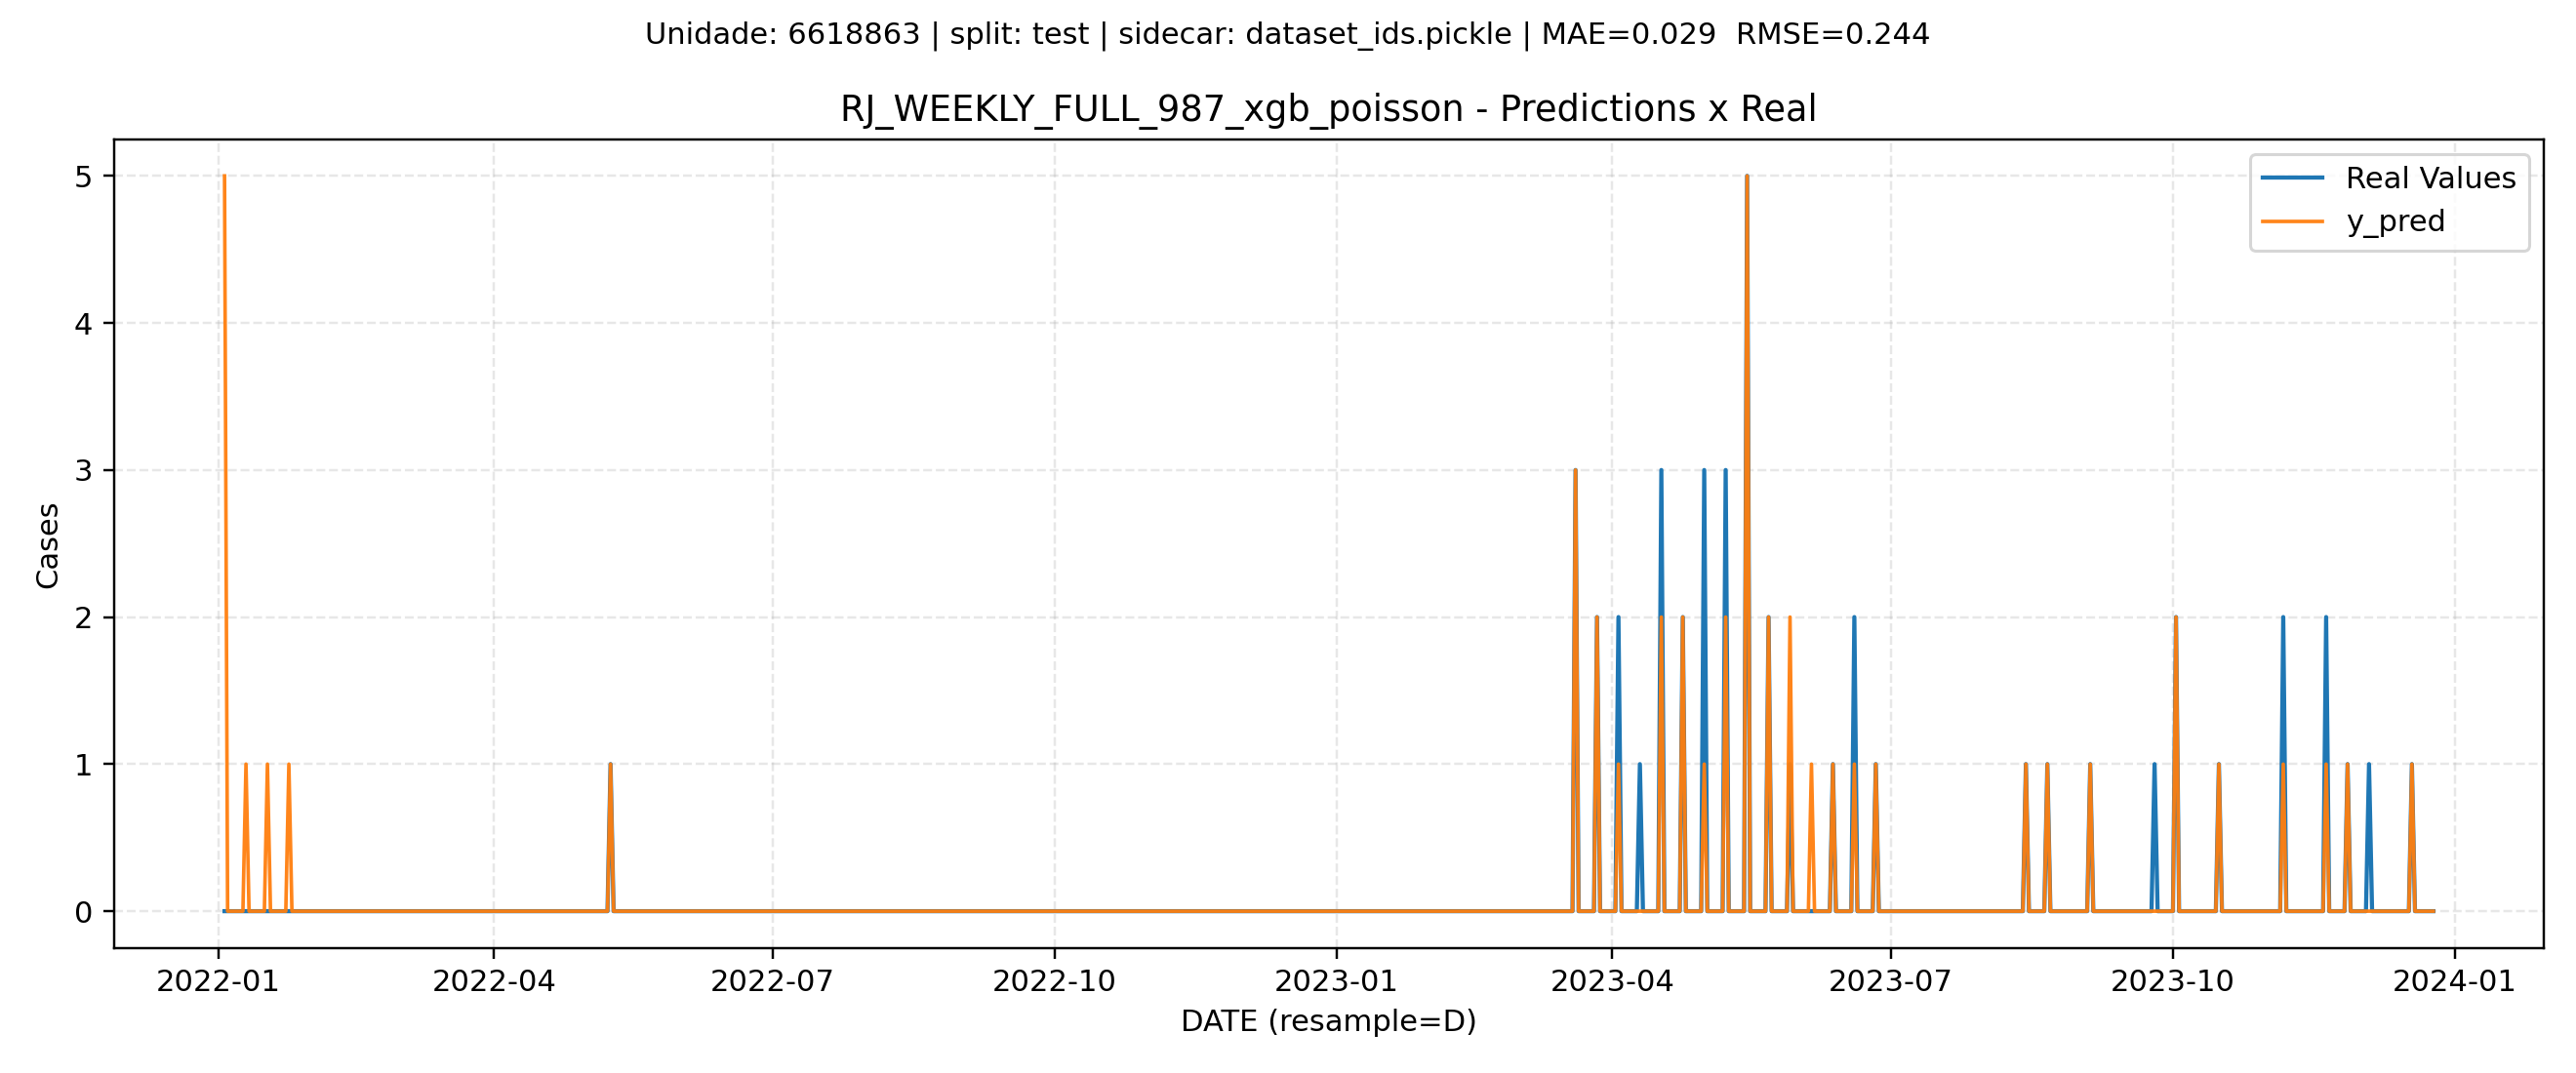 Unidade: 6618863 | split: test | sidecar: dataset_ids.pickle | MAE=0.029  RMSE=0.244
RJ_WEEKLY_FULL_987_xgb_poisson - Predictions x Real
Real Values
y_pred
5
4
3
2
1
0
Cases
2022-01
2022-04
2022-07
2022-10
2023-01
2023-04
2023-07
2023-10
2024-01
DATE (resample=D)